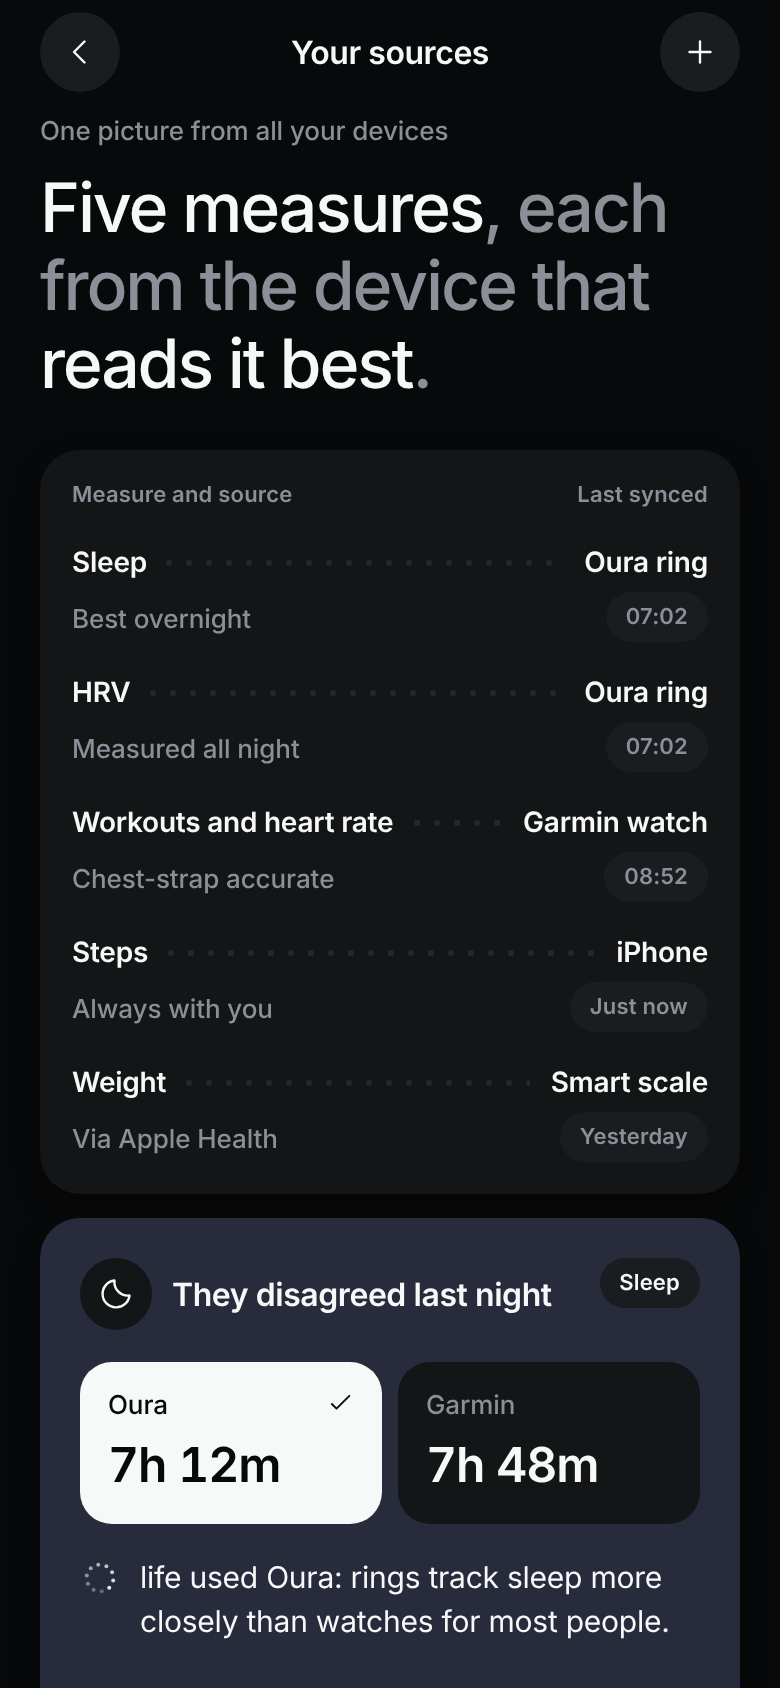 Your sources
One picture from all your devices
Five measures, each
from the device that
reads it best.
Measure and source Last synced
Sleep Oura ring
Best overnight 07:02
HRV Oura ring
Measured all night 07:02
Workouts and heart rate Garmin watch
Chest-strap accurate 08:52
Steps iPhone
Always with you Just now
Weight Smart scale
Via Apple Health Yesterday
They disagreed last night Sleep
Oura Garmin
7h 12m 7h 48m
life used Oura: rings track sleep more
closely than watches for most people.